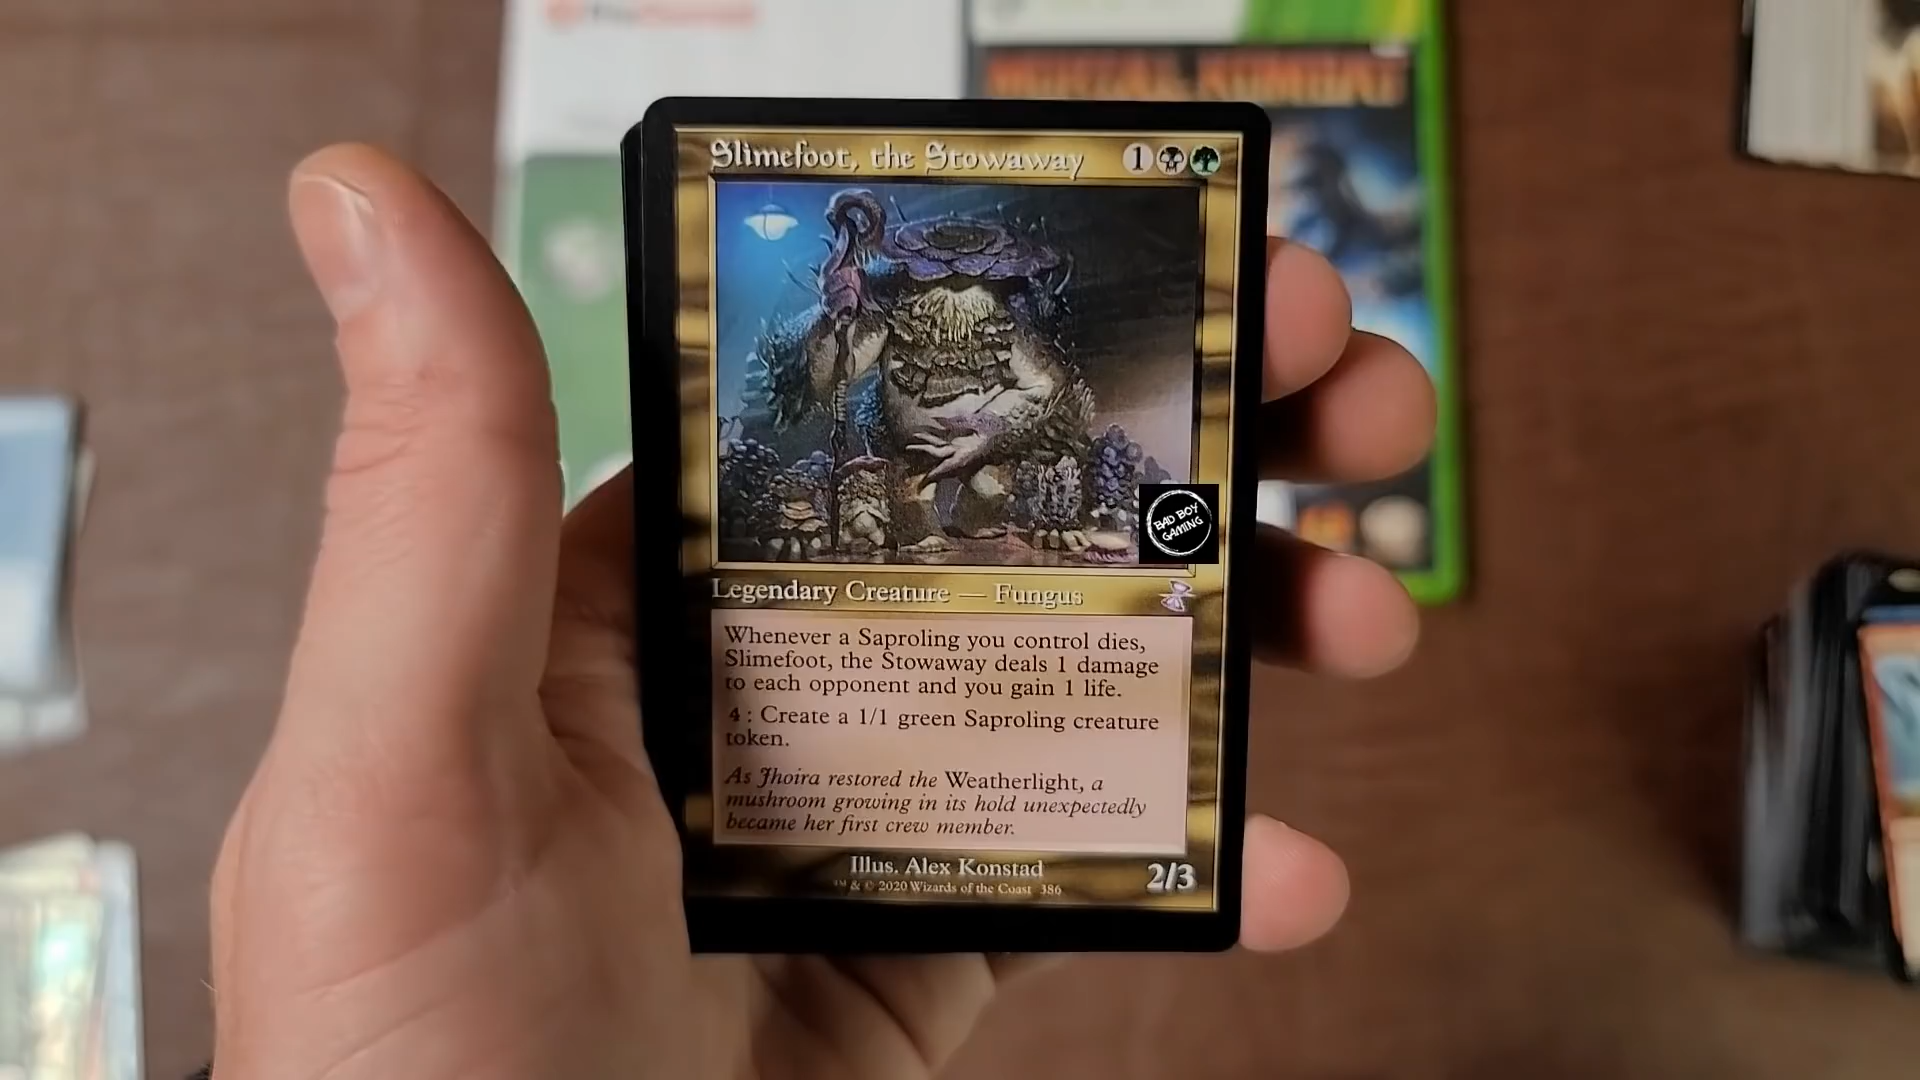 MORTAL KOMBAT
Slimefoot, the Stowaway 1
BAD BOY
GAMING
Legendary Creature — Fungus
Whenever a Saproling you control dies,
Slimefoot, the Stowaway deals 1 damage
to each opponent and you gain 1 life.
4 : Create a 1/1 green Saproling creature
token.
As Jhoira restored the Weatherlight, a
mushroom growing in its hold unexpectedly
became her first crew member.
Illus. Alex Konstad
™ & © 2020 Wizards of the Coast 386
2/3